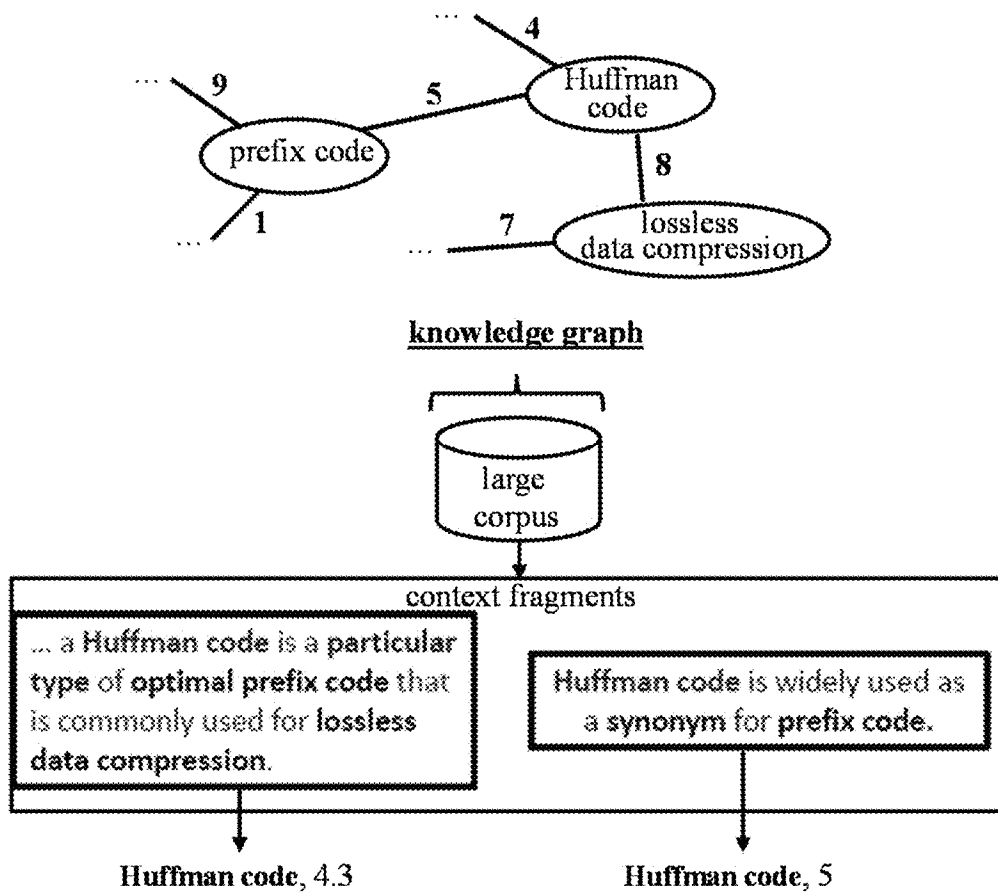 ... 4
Huffman
code
... 9
5
prefix code
8
1
...
lossless
data compression
7
...
knowledge graph
large
corpus
context fragments
... a Huffman code is a particular
type of optimal prefix code that
is commonly used for lossless
data compression.
Huffman code is widely used as
a synonym for prefix code.
Huffman code, 4.3
Huffman code, 5